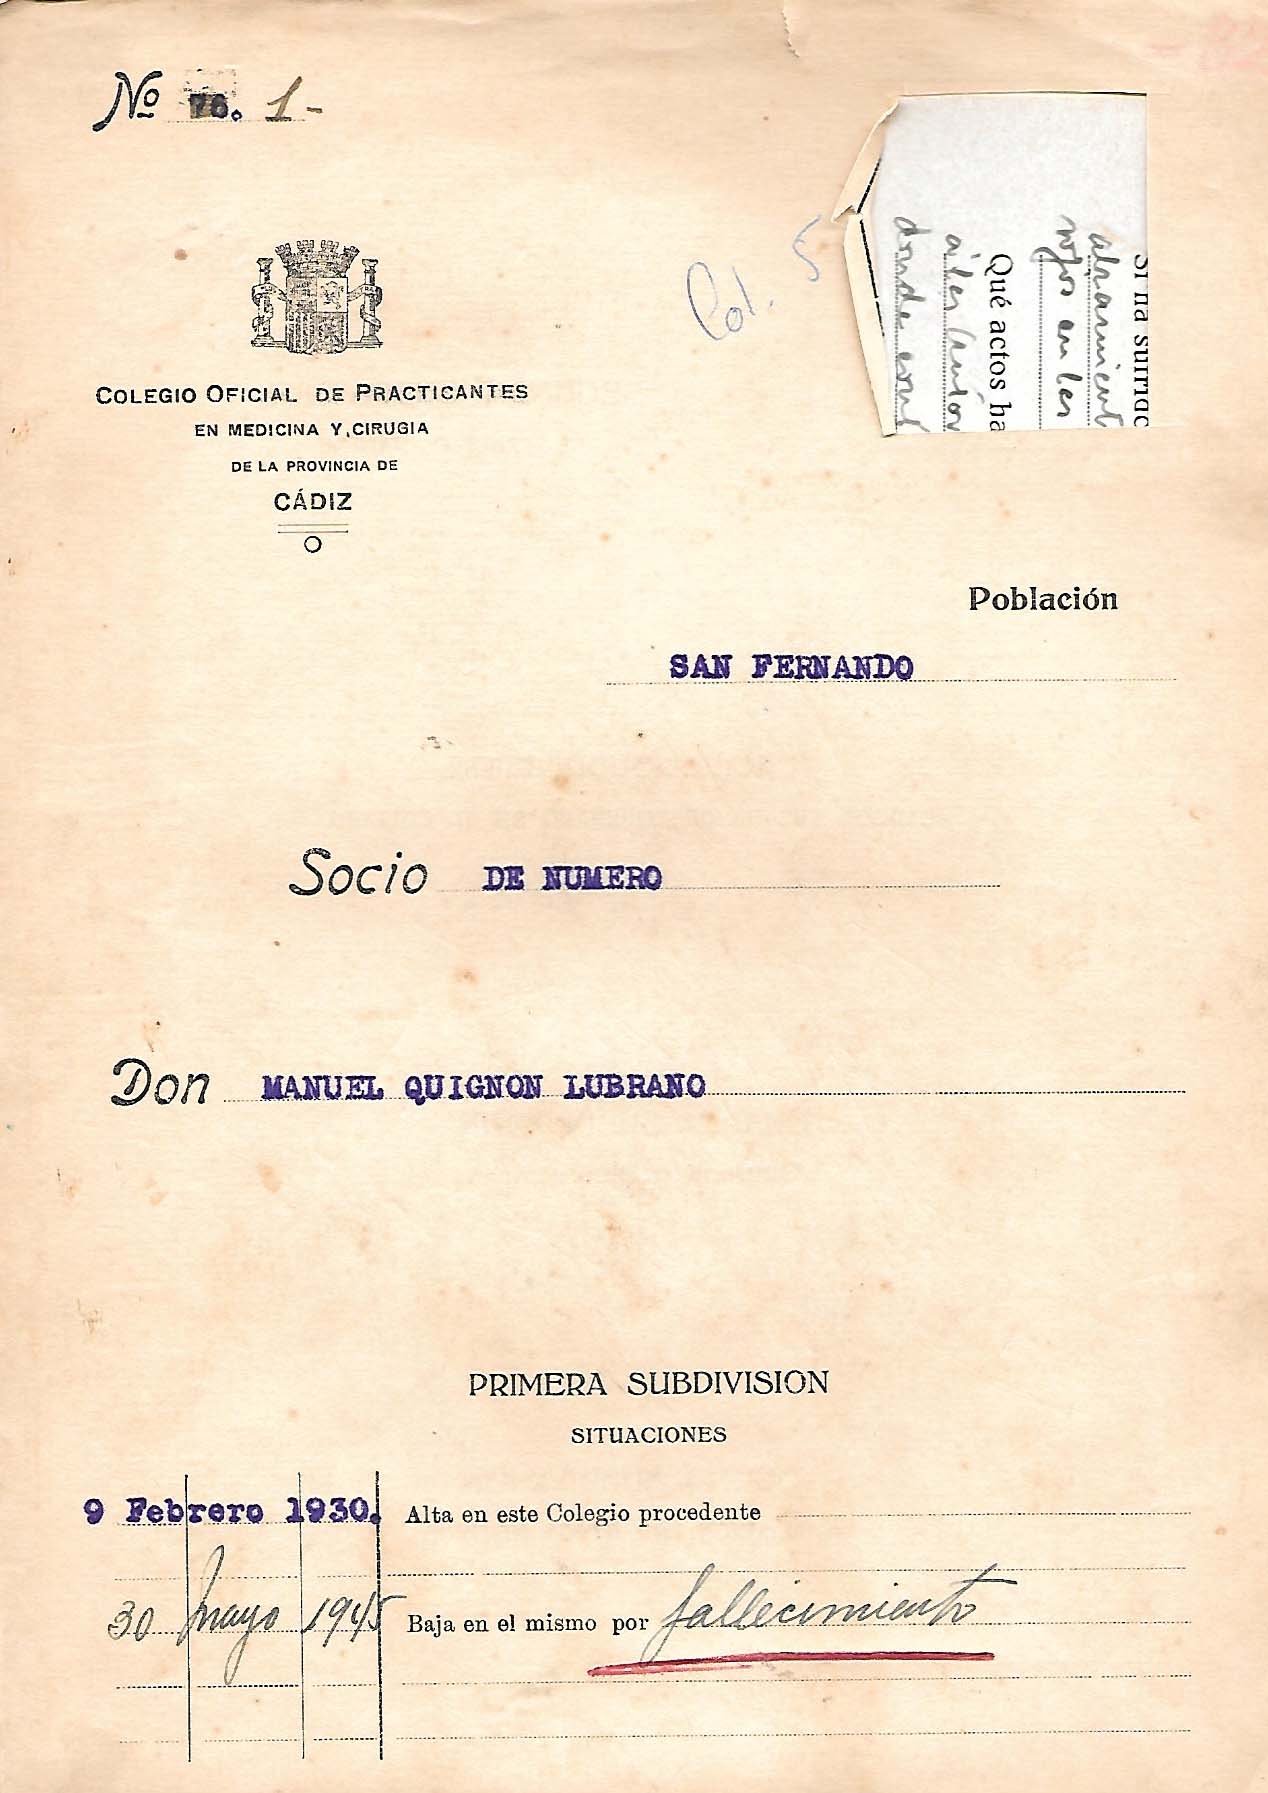 Nº 76. 1-
Col. 5
COLEGIO OFICIAL DE PRACTICANTES
EN MEDICINA Y CIRUGIA
DE LA PROVINCIA DE
CÁDIZ
Qué actos ha
Población
SAN FERNANDO
Socio DE NUMERO
Don MANUEL QUIGNON LUBRANO
PRIMERA SUBDIVISION
SITUACIONES
9 Febrero 1930. Alta en este Colegio procedente
30 mayo 1945 Baja en el mismo por fallecimiento